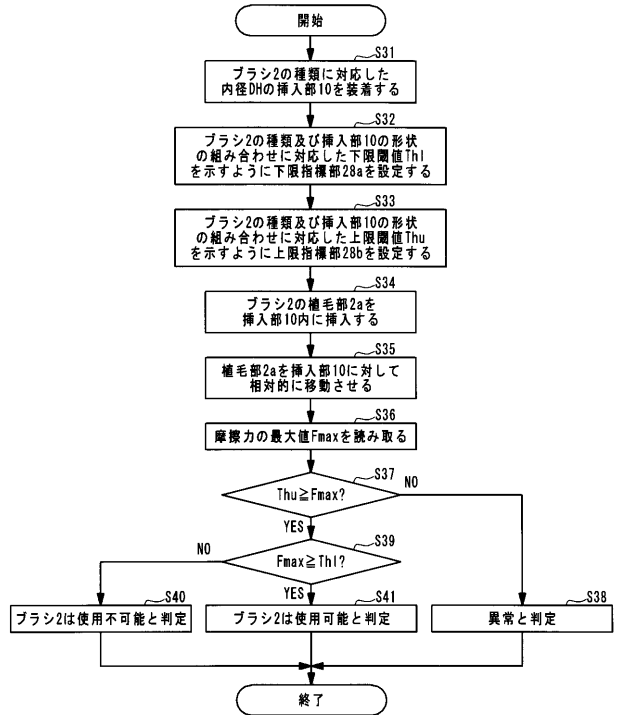 開始
S31
ブラシ2の種類に対応した
内径DHの挿入部10を装着する
S32
ブラシ2の種類及び挿入部10の形状
の組み合わせに対応した下限閾値Thl
を示すように下限指標部28aを設定する
S33
ブラシ2の種類及び挿入部10の形状
の組み合わせに対応した上限閾値Thu
を示すように上限指標部28bを設定する
S34
ブラシ2の植毛部2aを
挿入部10内に挿入する
S35
植毛部2aを挿入部10に対して
相対的に移動させる
S36
摩擦力の最大値Fmaxを読み取る
S37
Thu≧Fmax?
NO
YES
S39
Fmax≧Thl?
NO
YES
S40
ブラシ2は使用不可能と判定
S41
ブラシ2は使用可能と判定
S38
異常と判定
終了